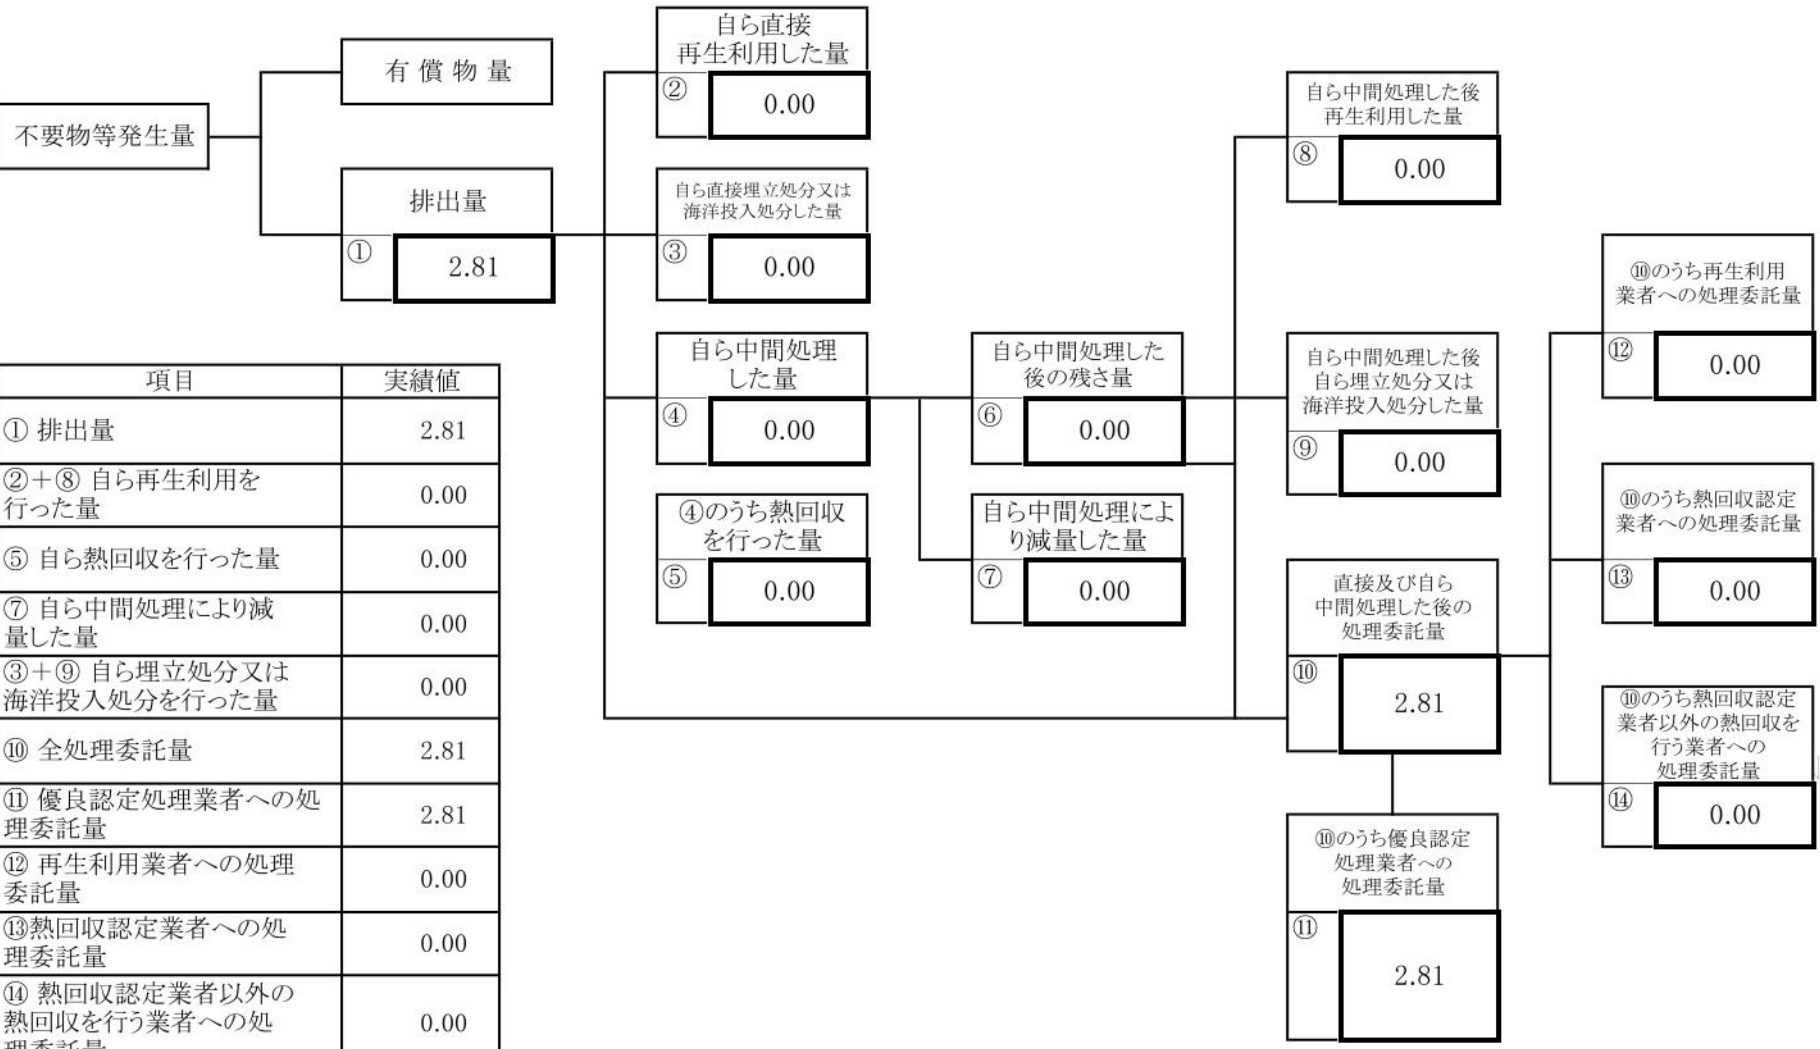 不要物等発生量
有 償 物 量
排出量
①
2.81
自ら直接
再生利用した量
②
0.00
自ら直接埋立処分又は
海洋投入処分した量
③
0.00
自ら中間処理
した量
④
0.00
④のうち熱回収
を行った量
⑤
0.00
自ら中間処理した
後の残さ量
⑥
0.00
自ら中間処理によ
り減量した量
⑦
0.00
自ら中間処理した後
再生利用した量
⑧
0.00
自ら中間処理した後
自ら埋立処分又は
海洋投入処分した量
⑨
0.00
直接及び自ら
中間処理した後の
処理委託量
⑩
2.81
⑩のうち優良認定
処理業者への
処理委託量
⑪
2.81
⑩のうち再生利用
業者への処理委託量
⑫
0.00
⑩のうち熱回収認定
業者への処理委託量
⑬
0.00
⑩のうち熱回収認定
業者以外の熱回収を
行う業者への
処理委託量
⑭
0.00
項目 実績値
① 排出量 2.81
②＋⑧ 自ら再生利用を
行った量 0.00
⑤ 自ら熱回収を行った量 0.00
⑦ 自ら中間処理により減
量した量 0.00
③＋⑨ 自ら埋立処分又は
海洋投入処分を行った量 0.00
⑩ 全処理委託量 2.81
⑪ 優良認定処理業者への処
理委託量 2.81
⑫ 再生利用業者への処理
委託量 0.00
⑬熱回収認定業者への処
理委託量 0.00
⑭ 熱回収認定業者以外の
熱回収を行う業者への処 0.00
理委託量